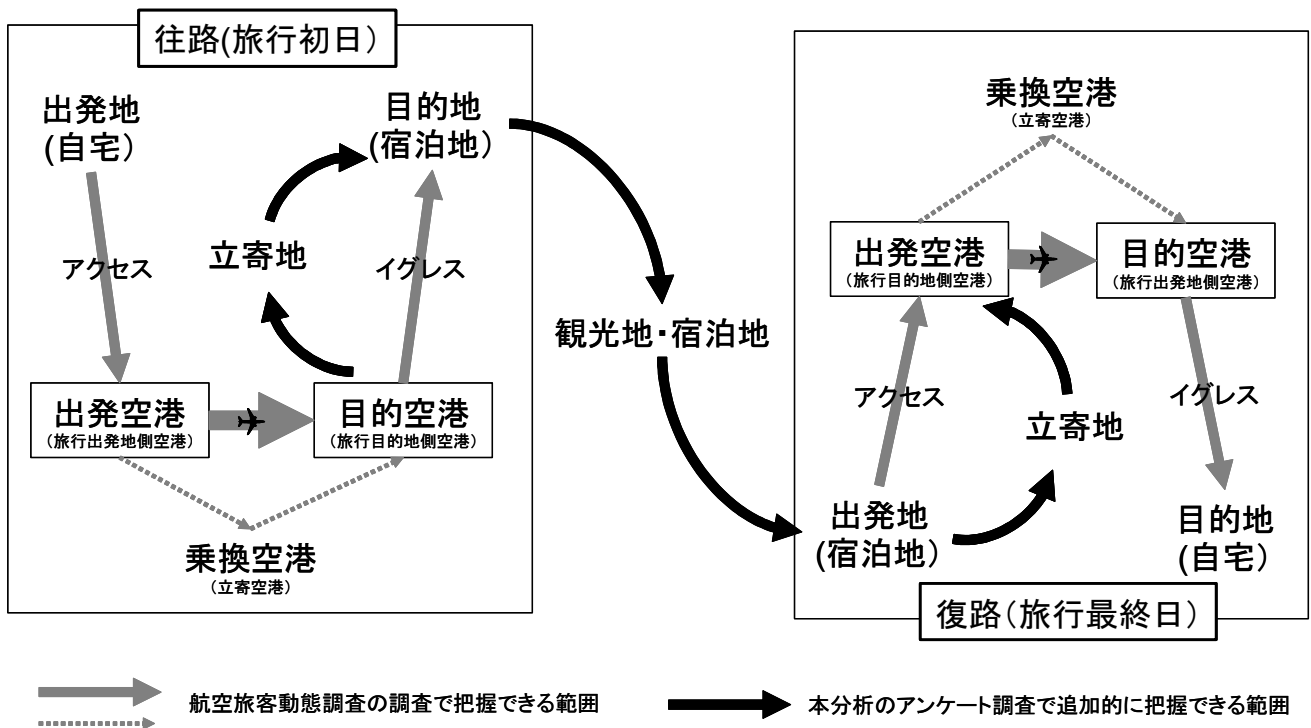 往路(旅行初日)
出発地
(自宅)
目的地
(宿泊地)
アクセス
立寄地
イグレス
出発空港
(旅行出発地側空港)
目的空港
(旅行目的地側空港)
乗換空港
(立寄空港)
観光地・宿泊地
乗換空港
(立寄空港)
出発空港
(旅行目的地側空港)
目的空港
(旅行出発地側空港)
アクセス
立寄地
イグレス
出発地
(宿泊地)
目的地
(自宅)
復路(旅行最終日)
航空旅客動態調査の調査で把握できる範囲
本分析のアンケート調査で追加的に把握できる範囲